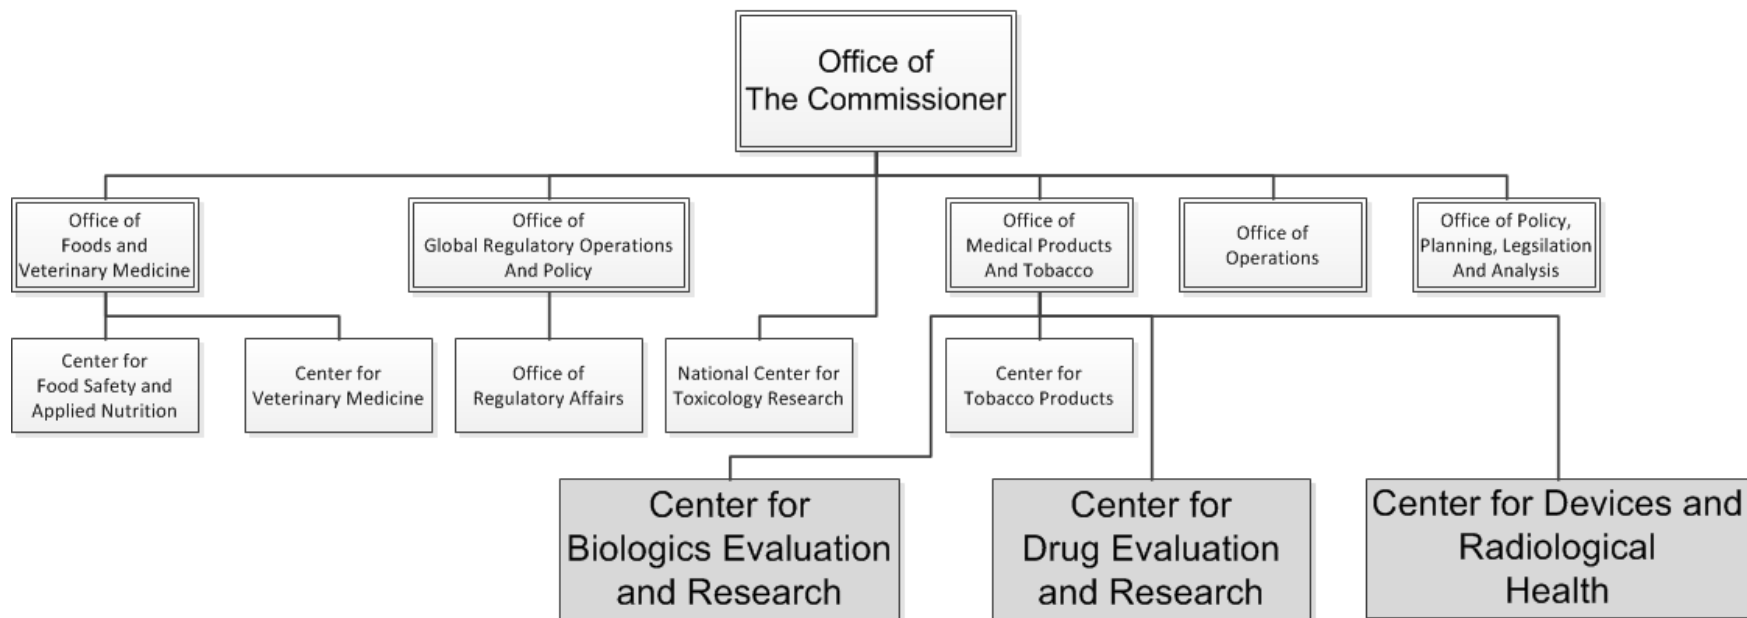 Office of
The Commissioner
Office of
Foods and
Veterinary Medicine
Office of
Global Regulatory Operations
And Policy
Office of
Medical Products
And Tobacco
Office of
Operations
Office of Policy,
Planning, Legsilation
And Analysis
Center for
Food Safety and
Applied Nutrition
Center for
Veterinary Medicine
Office of
Regulatory Affairs
National Center for
Toxicology Research
Center for
Tobacco Products
Center for
Biologics Evaluation
and Research
Center for
Drug Evaluation
and Research
Center for Devices and
Radiological
Health